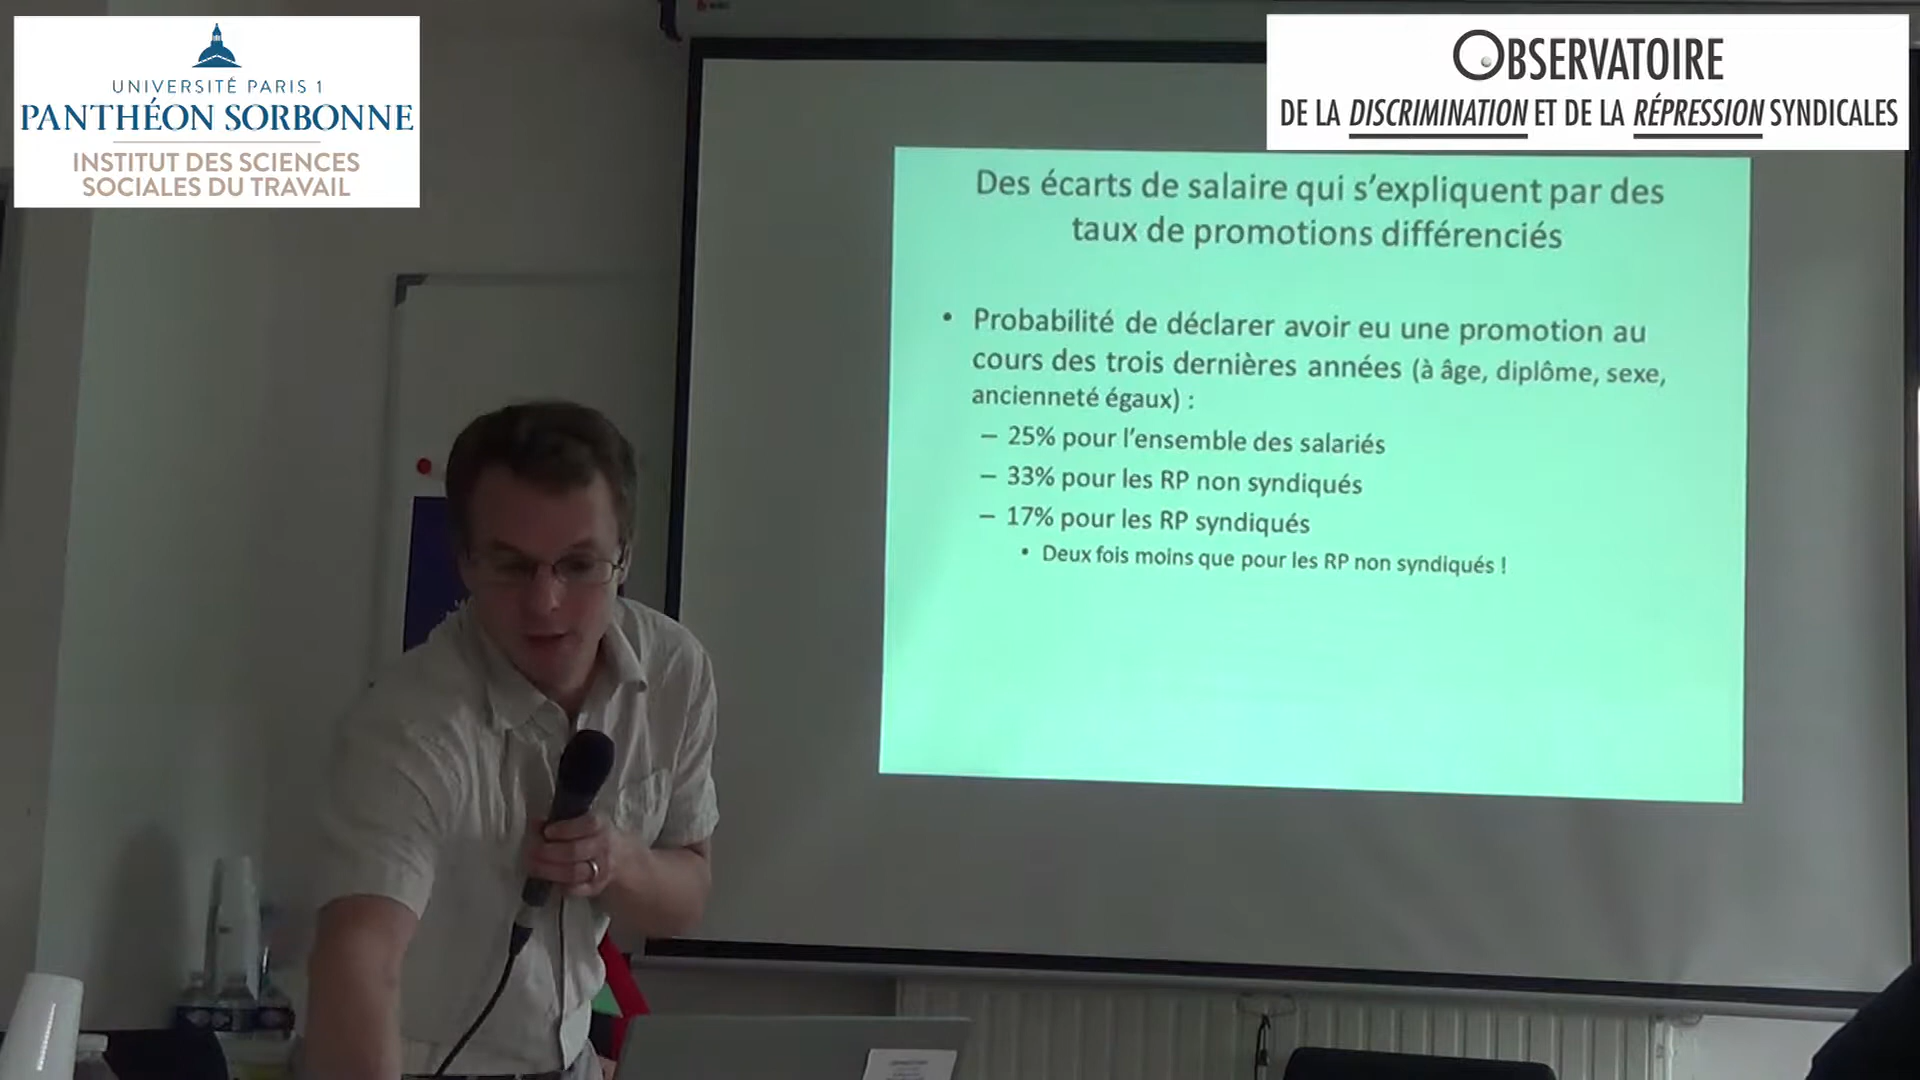 UNIVERSITÉ PARIS 1
PANTHÉON SORBONNE
INSTITUT DES SCIENCES
SOCIALES DU TRAVAIL
OBSERVATOIRE
DE LA DISCRIMINATION ET DE LA RÉPRESSION SYNDICALES
Des écarts de salaire qui s'expliquent par des
taux de promotions différenciés
• Probabilité de déclarer avoir eu une promotion au
cours des trois dernières années (à âge, diplôme, sexe,
ancienneté égaux) :
– 25% pour l'ensemble des salariés
– 33% pour les RP non syndiqués
– 17% pour les RP syndiqués
• Deux fois moins que pour les RP non syndiqués !